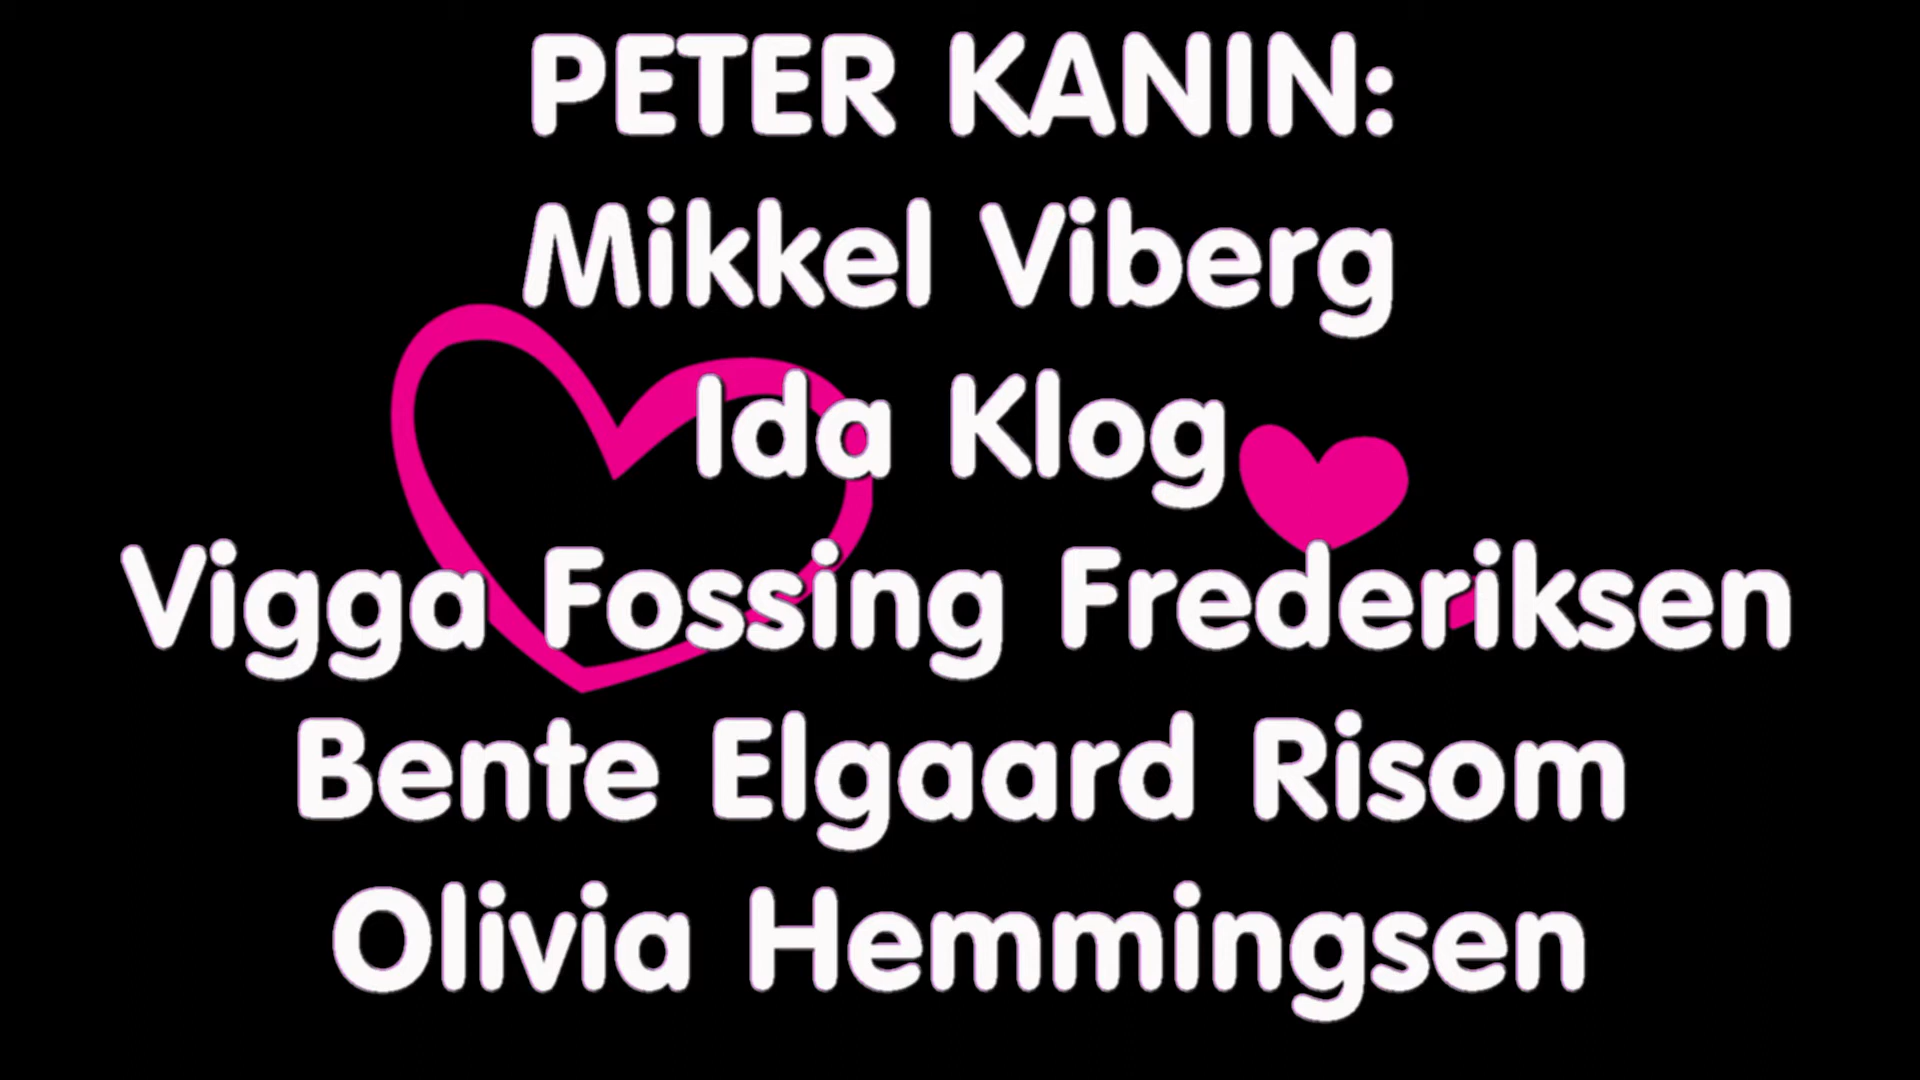 PETER KANIN:
Mikkel Viberg
Ida Klog
Vigga Fossing Frederiksen
Bente Elgaard Risom
Olivia Hemmingsen